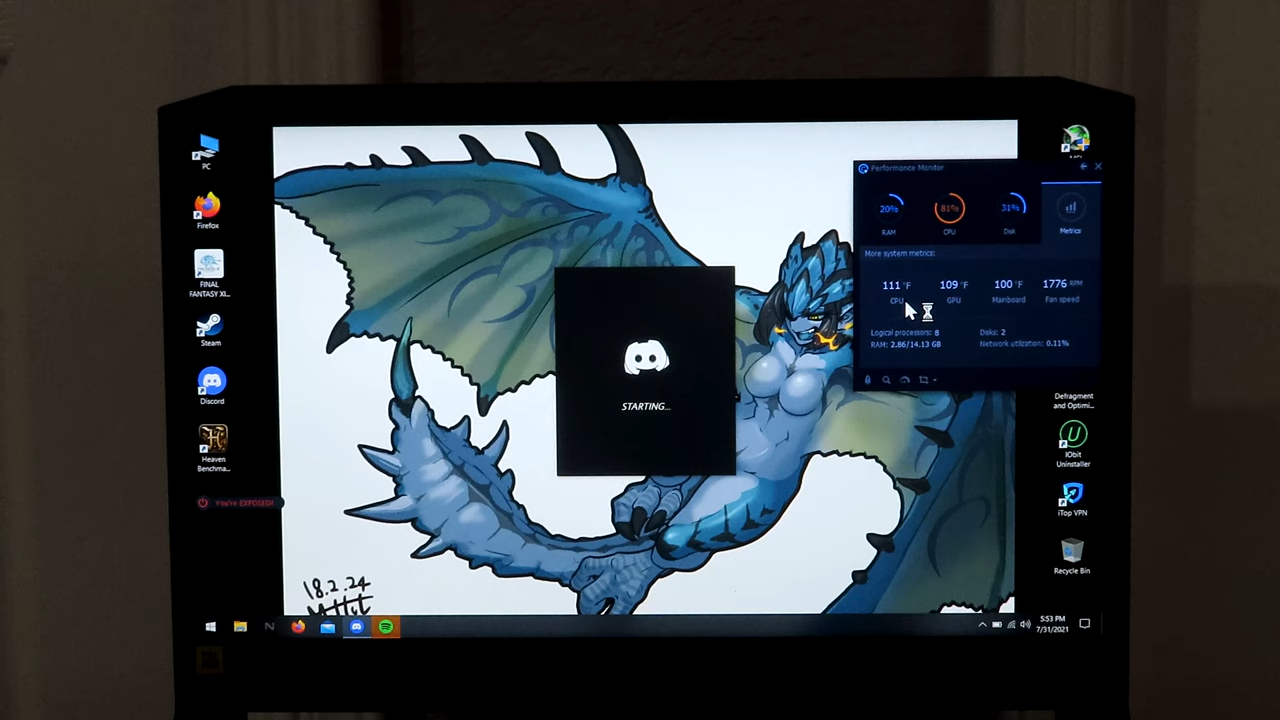 PC
Firefox
FINAL
FANTASY XI...
Steam
Discord
Heaven
Benchma...
You're EXPOSED!
18.2.24
STARTING...
Performance Monitor
20%
RAM
81%
CPU
31%
Disk
Metrics
More system metrics:
111 °F
CPU
109 °F
GPU
100 °F
Mainboard
1776 RPM
Fan speed
Logical processors: 8
Disks: 2
RAM: 2.86/14.13 GB
Network utilization: 0.11%
Defragment
and Optimi...
IObit
Uninstaller
iTop VPN
Recycle Bin
5:53 PM
7/31/2021